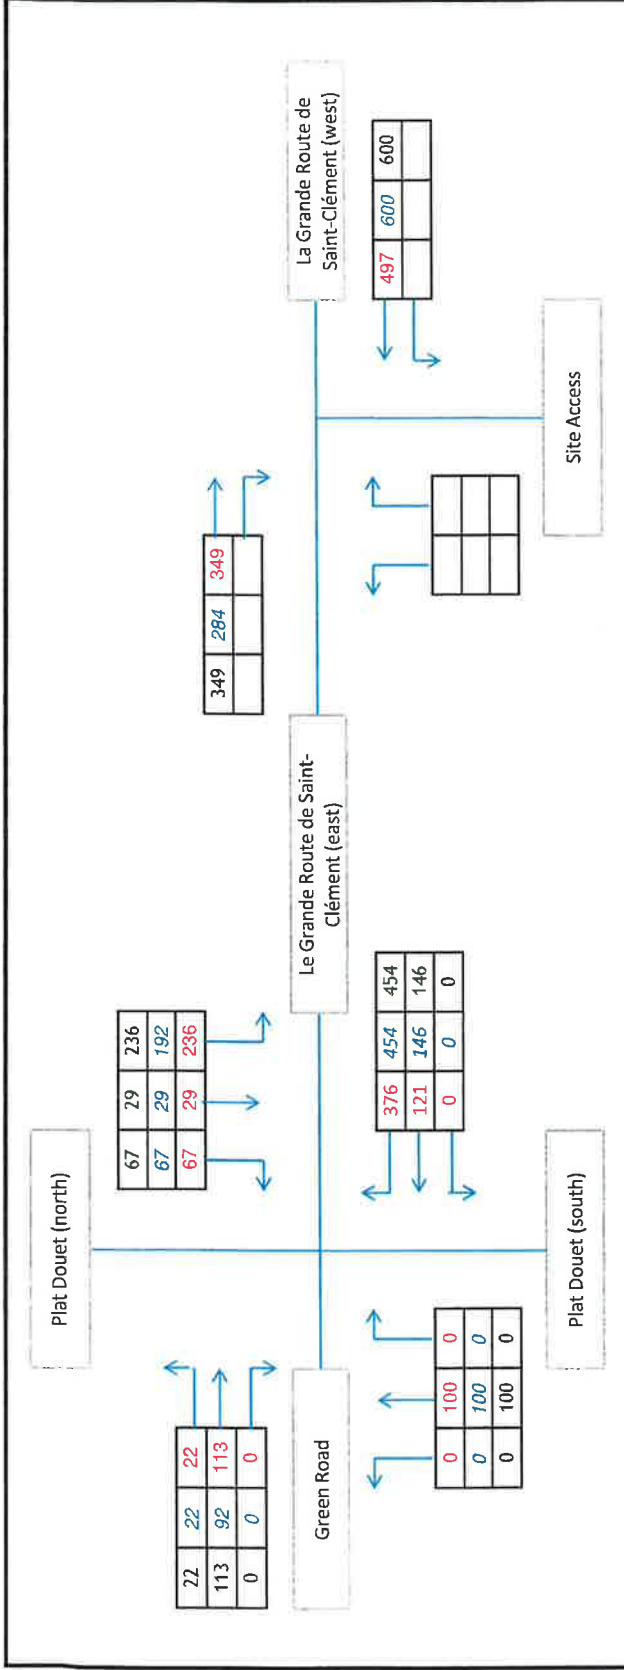 Plat Douet (north)
67 29 236
67 29 192
67 29 236
22 22 22
113 92 113
0 0 0
Green Road
0 100 0
0 100 0
0 100 0
Plat Douet (south)
376 454 454
121 146 146
0 0 0
Le Grande Route de Saint-
Clément (east)
349 284 349
La Grande Route de
Saint-Clément (west)
497 600 600
Site Access